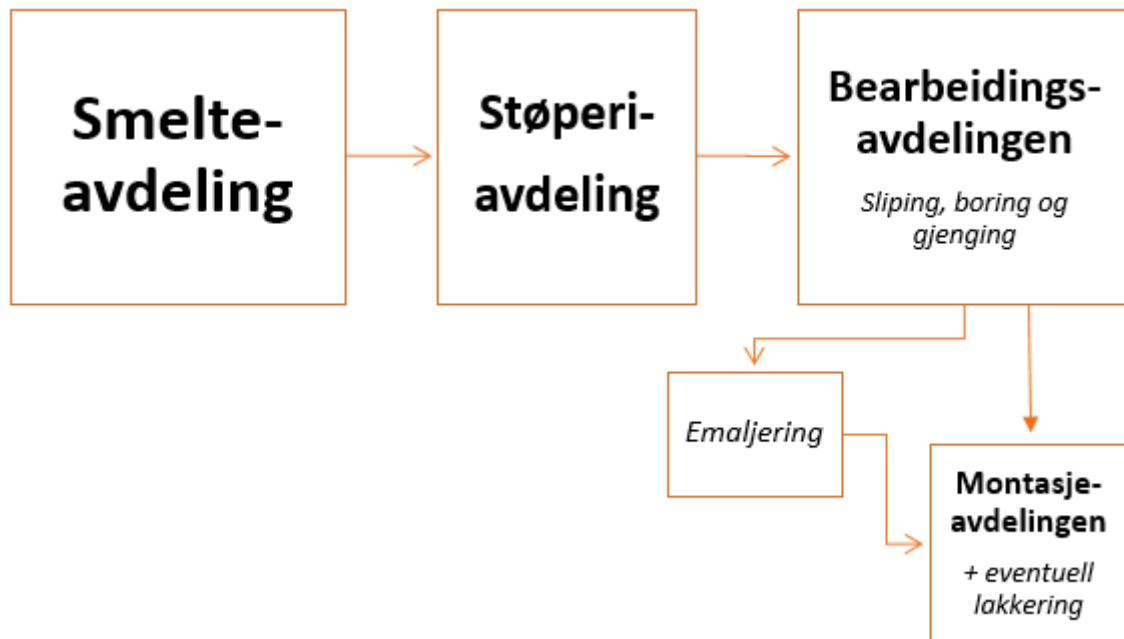 Smelte-
avdeling
Støperi-
avdeling
Bearbeidings-
avdelingen
Sliping, boring og
gjenging
Emaljering
Montasje-
avdelingen
+ eventuell
lakkering